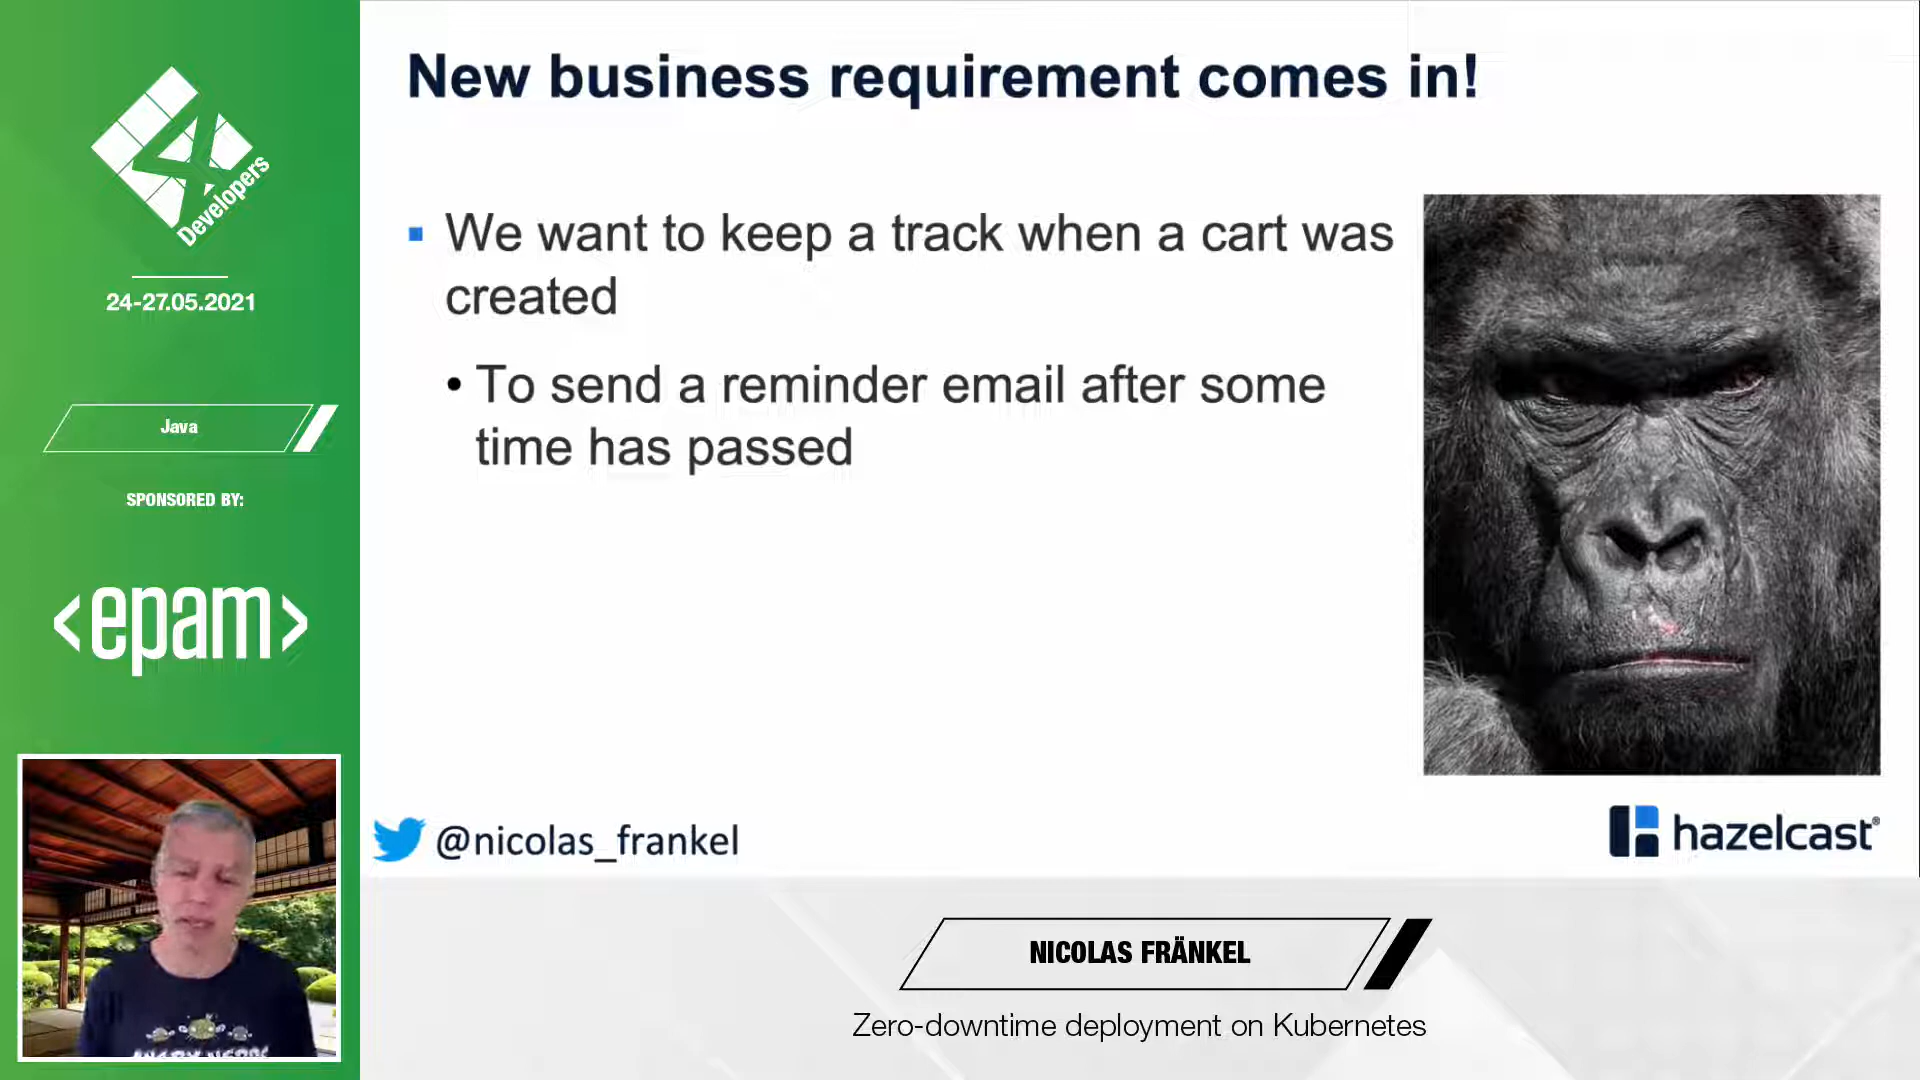 4
Developers
24-27.05.2021
Java
SPONSORED BY:
<epam>
New business requirement comes in!
We want to keep a track when a cart was
created
• To send a reminder email after some
time has passed
@nicolas_frankel
hazelcast®
NICOLAS FRÄNKEL
Zero-downtime deployment on Kubernetes